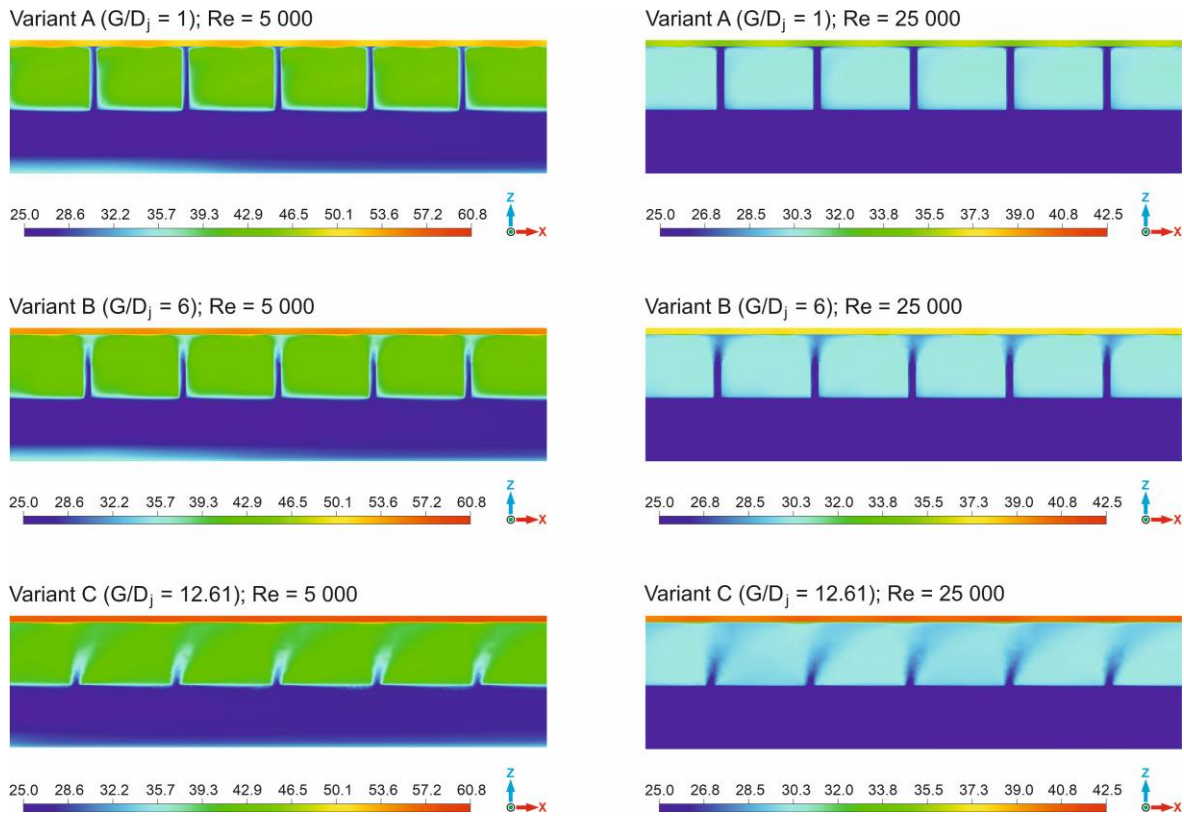 Variant A (G/Dj = 1); Re = 5 000
Variant A (G/Dj = 1); Re = 25 000
25.0 28.6 32.2 35.7 39.3 42.9 46.5 50.1 53.6 57.2 60.8
Z
X
25.0 26.8 28.5 30.3 32.0 33.8 35.5 37.3 39.0 40.8 42.5
Z
X
Variant B (G/Dj = 6); Re = 5 000
Variant B (G/Dj = 6); Re = 25 000
25.0 28.6 32.2 35.7 39.3 42.9 46.5 50.1 53.6 57.2 60.8
Z
X
25.0 26.8 28.5 30.3 32.0 33.8 35.5 37.3 39.0 40.8 42.5
Z
X
Variant C (G/Dj = 12.61); Re = 5 000
Variant C (G/Dj = 12.61); Re = 25 000
25.0 28.6 32.2 35.7 39.3 42.9 46.5 50.1 53.6 57.2 60.8
Z
X
25.0 26.8 28.5 30.3 32.0 33.8 35.5 37.3 39.0 40.8 42.5
Z
X